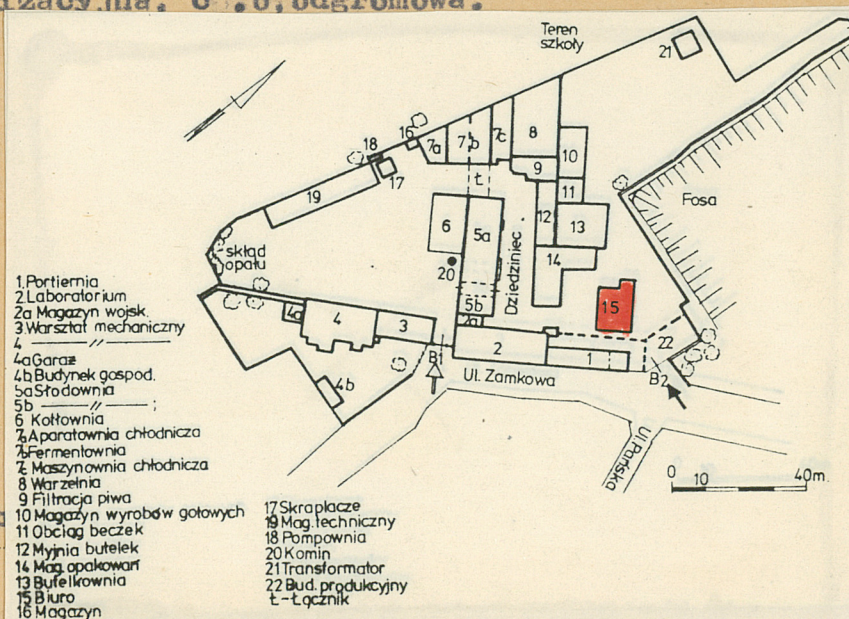 odgromowa.
Teren
szkoły
21
18
16
7a
7b
7c
8
9
10
11
12
13
14
15
17
19
ł
6
5a
5b
20
2a
Dziedziniec
Fosa
skład
opału
4a
4
3
4b
2
1
22
B1
B2
Ul. Zamkowa
Ul. Pańska
0 10 40m.
1. Portiernia
2. Laboratorium
2a Magazyn wojsk.
3. Warsztat mechaniczny
4 ——— // ———
4a Garaż
4b Budynek gospod.
5a Słodownia
5b ——— // ——— ;
6 Kotłownia
7a Aparatownia chłodnicza
7b Fermentownia
7c Maszynownia chłodnicza
8 Warzelnia
9 Filtracja piwa
10 Magazyn wyrobów gotowych
11 Obciąg beczek
12 Myjnia butelek
14 Mag. opakowań
13 Butelkownia
15 Biuro
16 Magazyn
17 Skraplacze
19 Mag. techniczny
18 Pompownia
20 Komin
21 Transformator
22 Bud. produkcyjny
Ł - Łącznik